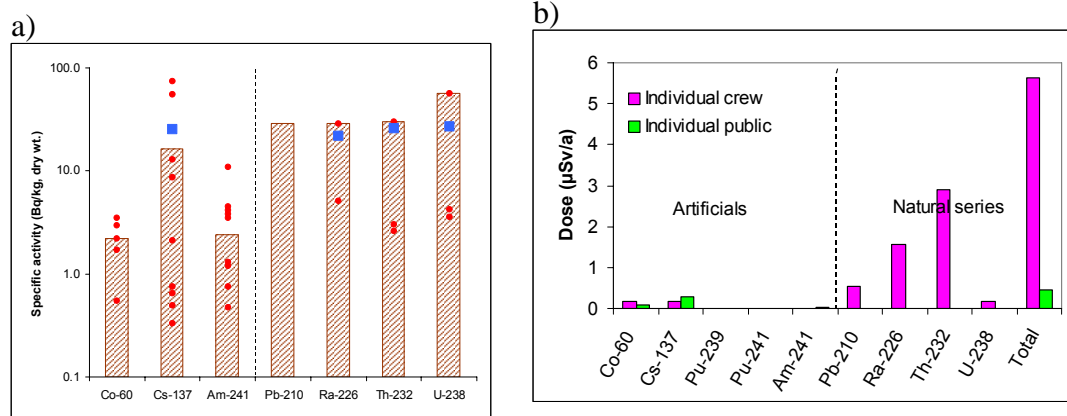 a)
Specific activity (Bq/kg, dry wt.)
100.0
10.0
1.0
0.1
Co-60 Cs-137 Am-241 Pb-210 Ra-226 Th-232 U-238
b)
Dose (µSv/a)
6
5
4
3
2
1
0
Individual crew
Individual public
Artificials
Natural series
Co-60
Cs-137
Pu-239
Pu-241
Am-241
Pb-210
Ra-226
Th-232
U-238
Total